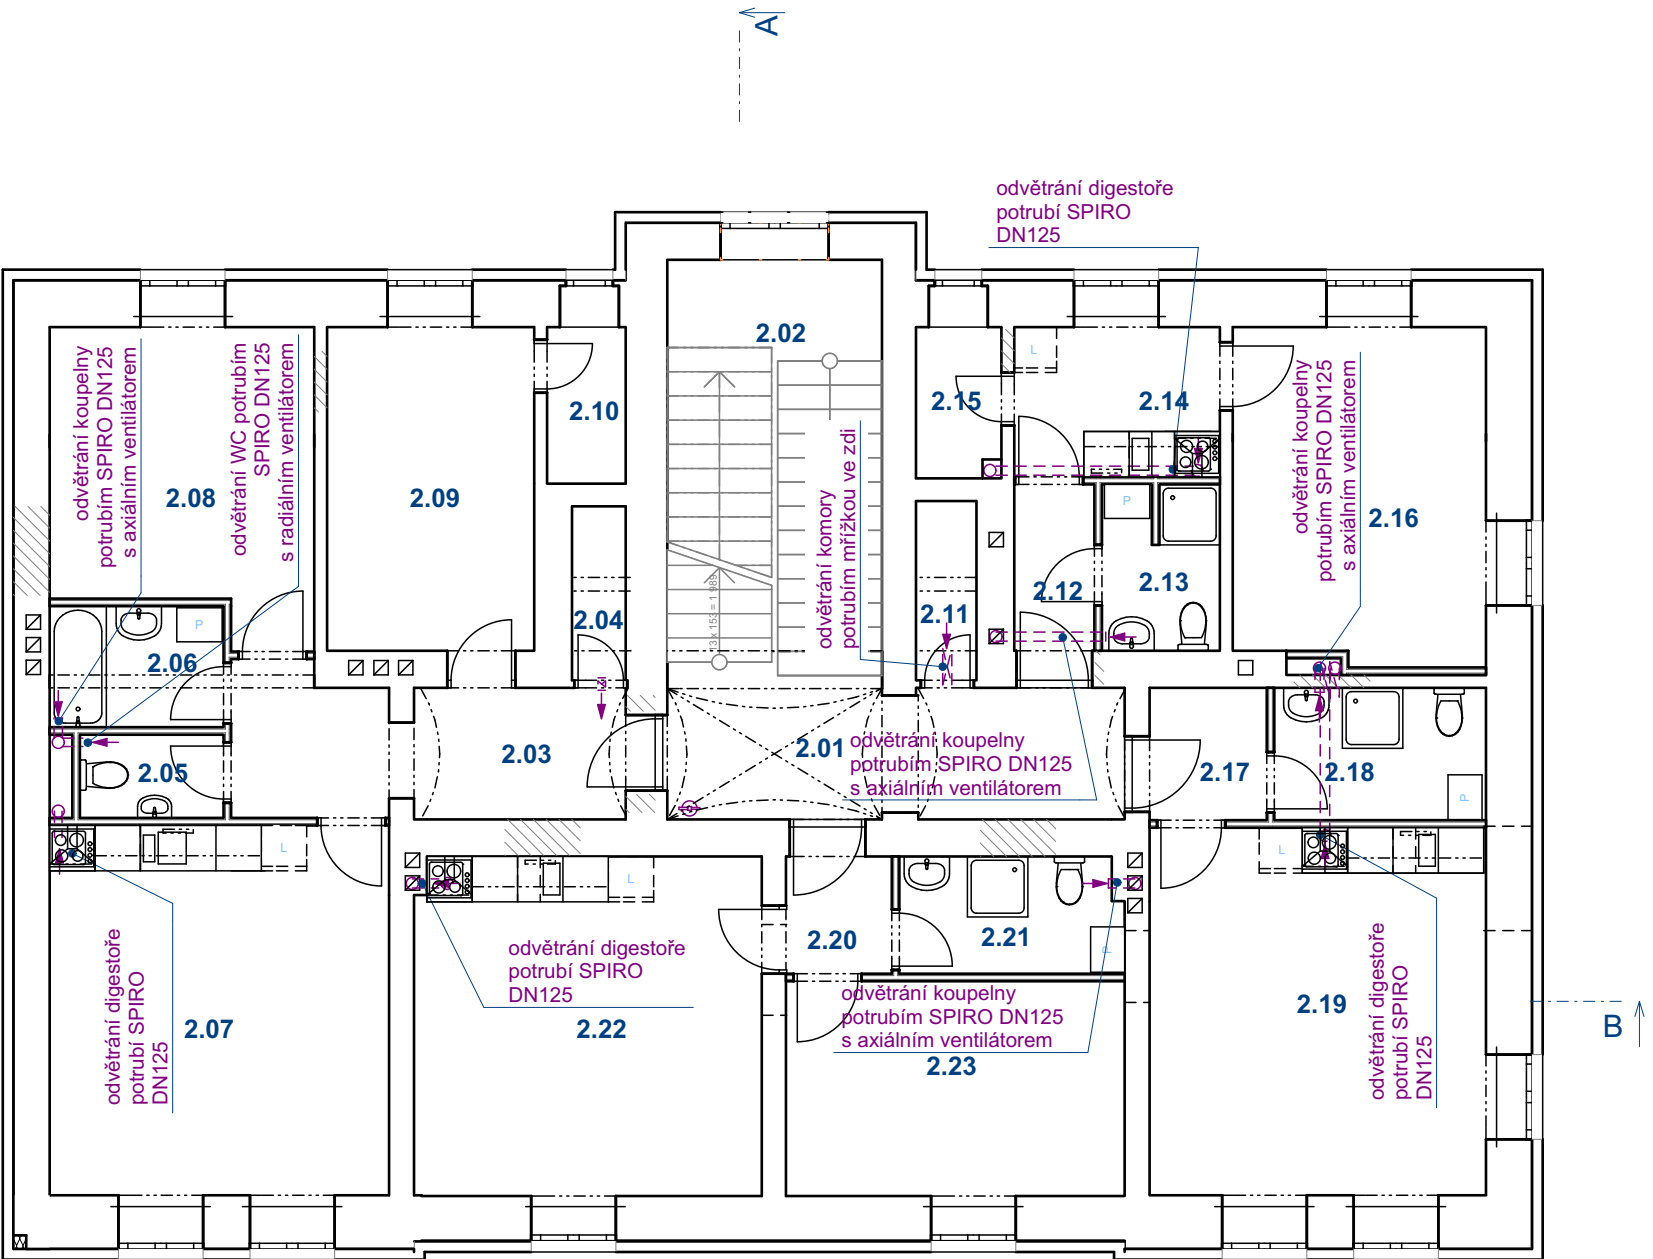 A
odvětrání digestoře
potrubí SPIRO
DN125
2.02
odvětrání koupelny
potrubím SPIRO DN125
s axiálním ventilátorem
odvětrání WC potrubím
SPIRO DN125
s radiálním ventilátorem
2.08
2.09
2.10
2.15
L
2.14
odvětrání koupelny
potrubím SPIRO DN125
s axiálním ventilátorem
2.16
odvětrání komory
potrubím mřížkou ve zdi
P
13 x 153 = 1 989
2.04
2.11
2.12
2.13
P
2.06
2.05
2.03
2.01
odvětrání koupelny
potrubím SPIRO DN125
s axiálním ventilátorem
2.17
2.18
P
L
L
L
odvětrání digestoře
potrubí SPIRO
DN125
2.07
odvětrání digestoře
potrubí SPIRO
DN125
2.22
2.20
2.21
P
odvětrání koupelny
potrubím SPIRO DN125
s axiálním ventilátorem
2.23
2.19
odvětrání digestoře
potrubí SPIRO
DN125
B